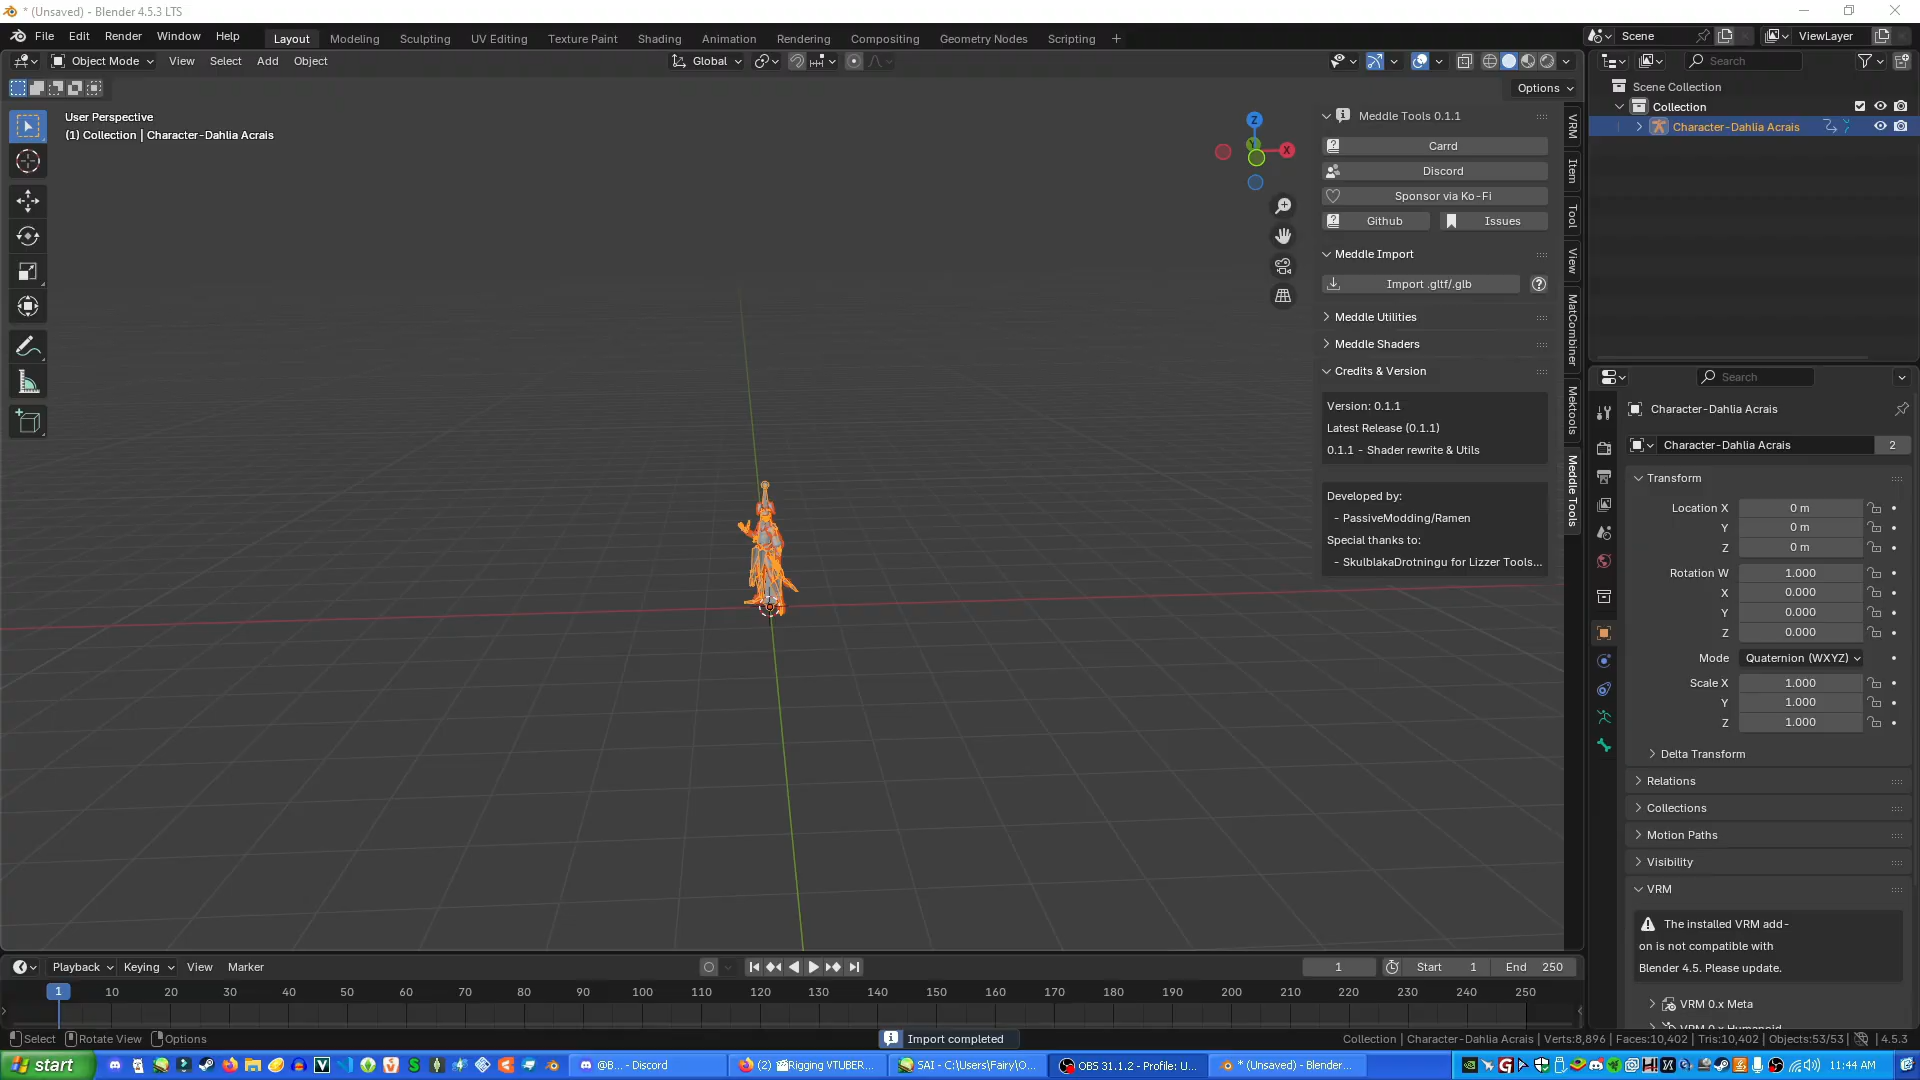 * (Unsaved) - Blender 4.5.3 LTS
File Edit Render Window Help
Layout Modeling Sculpting UV Editing Texture Paint Shading Animation Rendering Compositing Geometry Nodes Scripting +
Scene
ViewLayer
Object Mode View Select Add Object
Global
Search
Options
User Perspective
(1) Collection | Character-Dahlia Acrais
Z
Y
X
Meddle Tools 0.1.1
Carrd
Discord
Sponsor via Ko-Fi
Github
Issues
Meddle Import
Import .gltf/.glb
Meddle Utilities
Meddle Shaders
Credits & Version
Version: 0.1.1
Latest Release (0.1.1)
0.1.1 - Shader rewrite & Utils
Developed by:
- PassiveModding/Ramen
Special thanks to:
- SkulblakaDrotningu for Lizzer Tools...
VRM
Item
Tool
View
MatCombiner
Mektools
Meddle Tools
Scene Collection
Collection
Character-Dahlia Acrais
Search
Character-Dahlia Acrais
Character-Dahlia Acrais 2
Transform
Location X 0 m
Y 0 m
Z 0 m
Rotation W 1.000
X 0.000
Y 0.000
Z 0.000
Mode Quaternion (WXYZ)
Scale X 1.000
Y 1.000
Z 1.000
Delta Transform
Relations
Collections
Motion Paths
Visibility
VRM
The installed VRM add-
on is not compatible with
Blender 4.5. Please update.
VRM 0.x Meta
VRM 0.x Humanoid
Playback Keying View Marker
1 Start 1 End 250
1 10 20 30 40 50 60 70 80 90 100 110 120 130 140 150 160 170 180 190 200 210 220 230 240 250
Select Rotate View Options
Import completed
Collection | Character-Dahlia Acrais | Verts:8,896 | Faces:10,402 | Tris:10,402 | Objects:53/53 | 4.5.3
start
@B... - Discord
(2) Rigging VTUBER...
SAI - C:\Users\Fairy\O...
OBS 31.1.2 - Profile: U...
* (Unsaved) - Blender...
11:44 AM